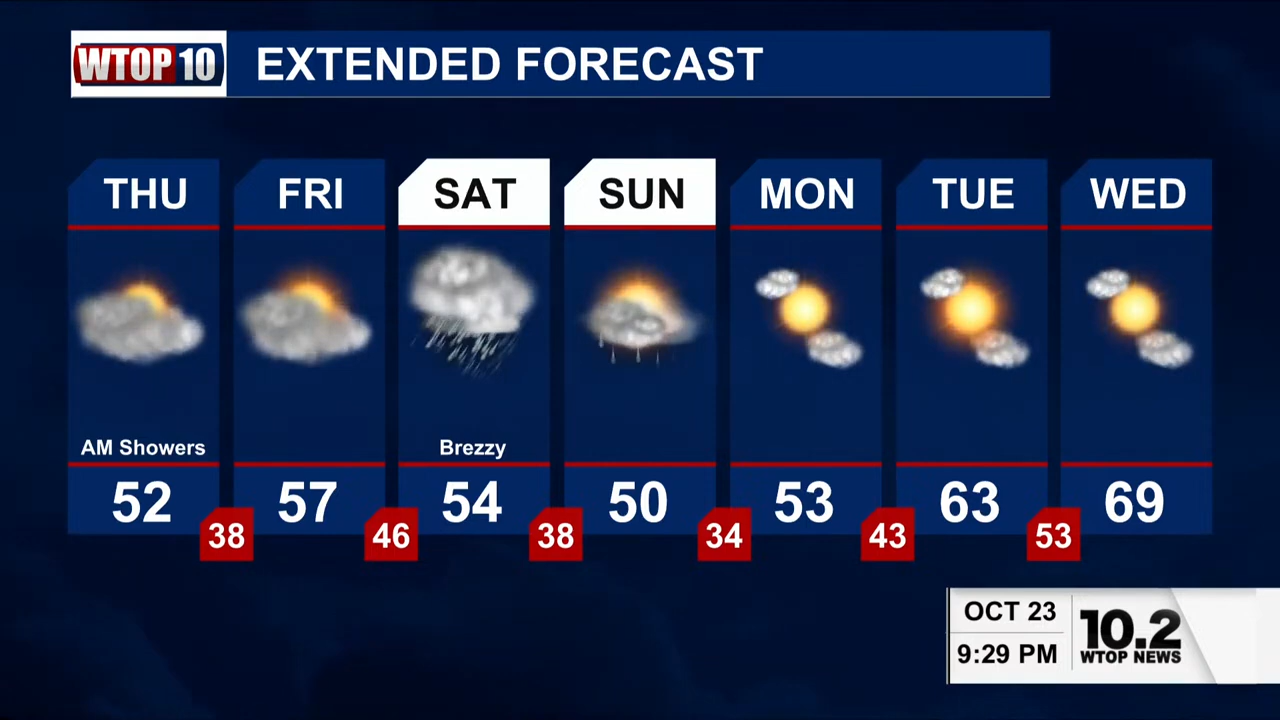 WTOP 10 EXTENDED FORECAST
THU FRI SAT SUN MON TUE WED
AM Showers Brezzy
52 57 54 50 53 63 69
38 46 38 34 43 53
OCT 23
9:29 PM
10.2
WTOP NEWS